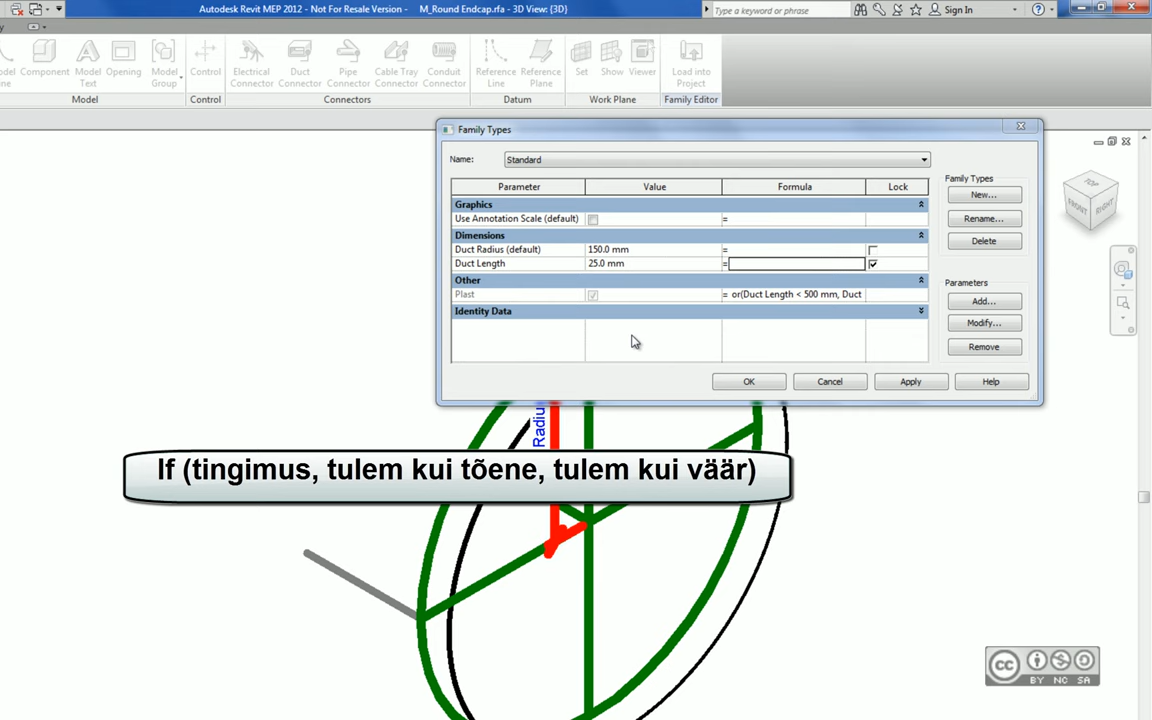 Autodesk Revit MEP 2012 - Not For Resale Version - M_Round Endcap.rfa - 3D View: {3D}
Type a keyword or phrase
Sign In
Component
Model Text
Opening
Model Group
Control
Electrical Connector
Duct Connector
Pipe Connector
Cable Tray Connector
Conduit Connector
Reference Line
Reference Plane
Set
Show
Viewer
Load into Project
Model
Control
Connectors
Datum
Work Plane
Family Editor
Family Types
Name:
Standard
Parameter Value Formula Lock
Graphics
Use Annotation Scale (default) =
Dimensions
Duct Radius (default) 150.0 mm =
Duct Length 25.0 mm =
Other
Plast = or(Duct Length < 500 mm, Duct
Identity Data
Family Types
New...
Rename...
Delete
Parameters
Add...
Modify...
Remove
OK
Cancel
Apply
Help
TOP
FRONT
RIGHT
If (tingimus, tulem kui tõene, tulem kui väär)
cc
BY NC SA